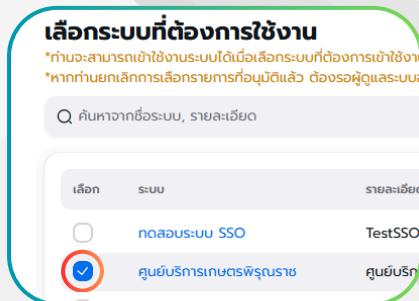 เลือกระบบที่ต้องการใช้งาน
*ท่านจะสามารถเข้าใช้งานระบบได้เมื่อเลือกระบบที่ต้องการเข้าใช้งาน
*หากท่านยกเลิกการเลือกรายการที่อนุมัติแล้ว ต้องรอผู้ดูแลระบบ
ค้นหาจากชื่อระบบ, รายละเอียด
เลือก ระบบ รายละเอียด
ทดสอบระบบ SSO TestSSO
ศูนย์บริการเกษตรพิรุณราช ศูนย์บริก